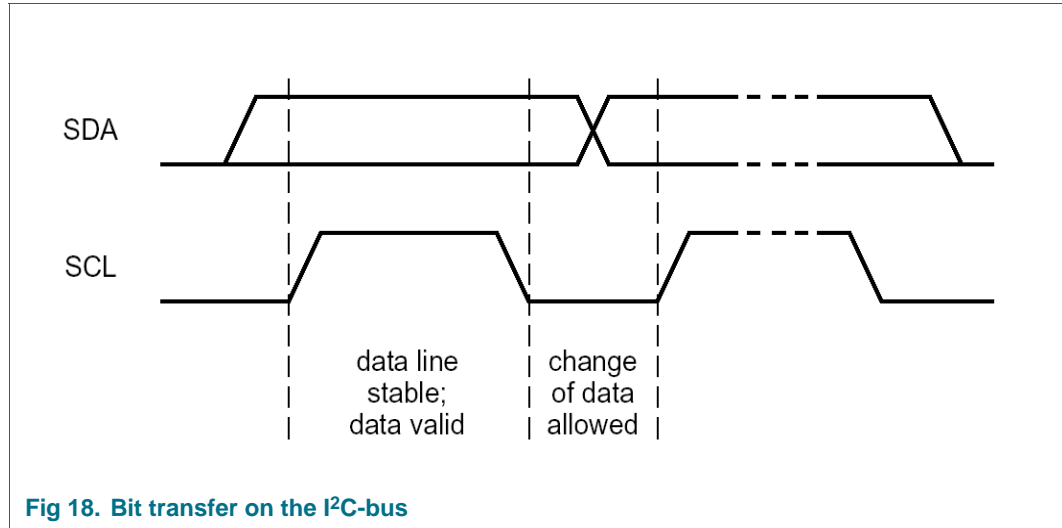 SDA
SCL
data line
stable;
data valid
change
of data
allowed
Fig 18. Bit transfer on the I²C-bus